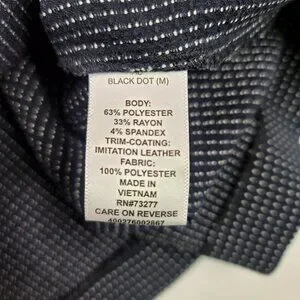 BLACK DOT (M)
BODY:
63% POLYESTER
33% RAYON
4% SPANDEX
TRIM-COATING:
IMITATION LEATHER
FABRIC:
100% POLYESTER
MADE IN
VIETNAM
RN#73277
CARE ON REVERSE
400276002867